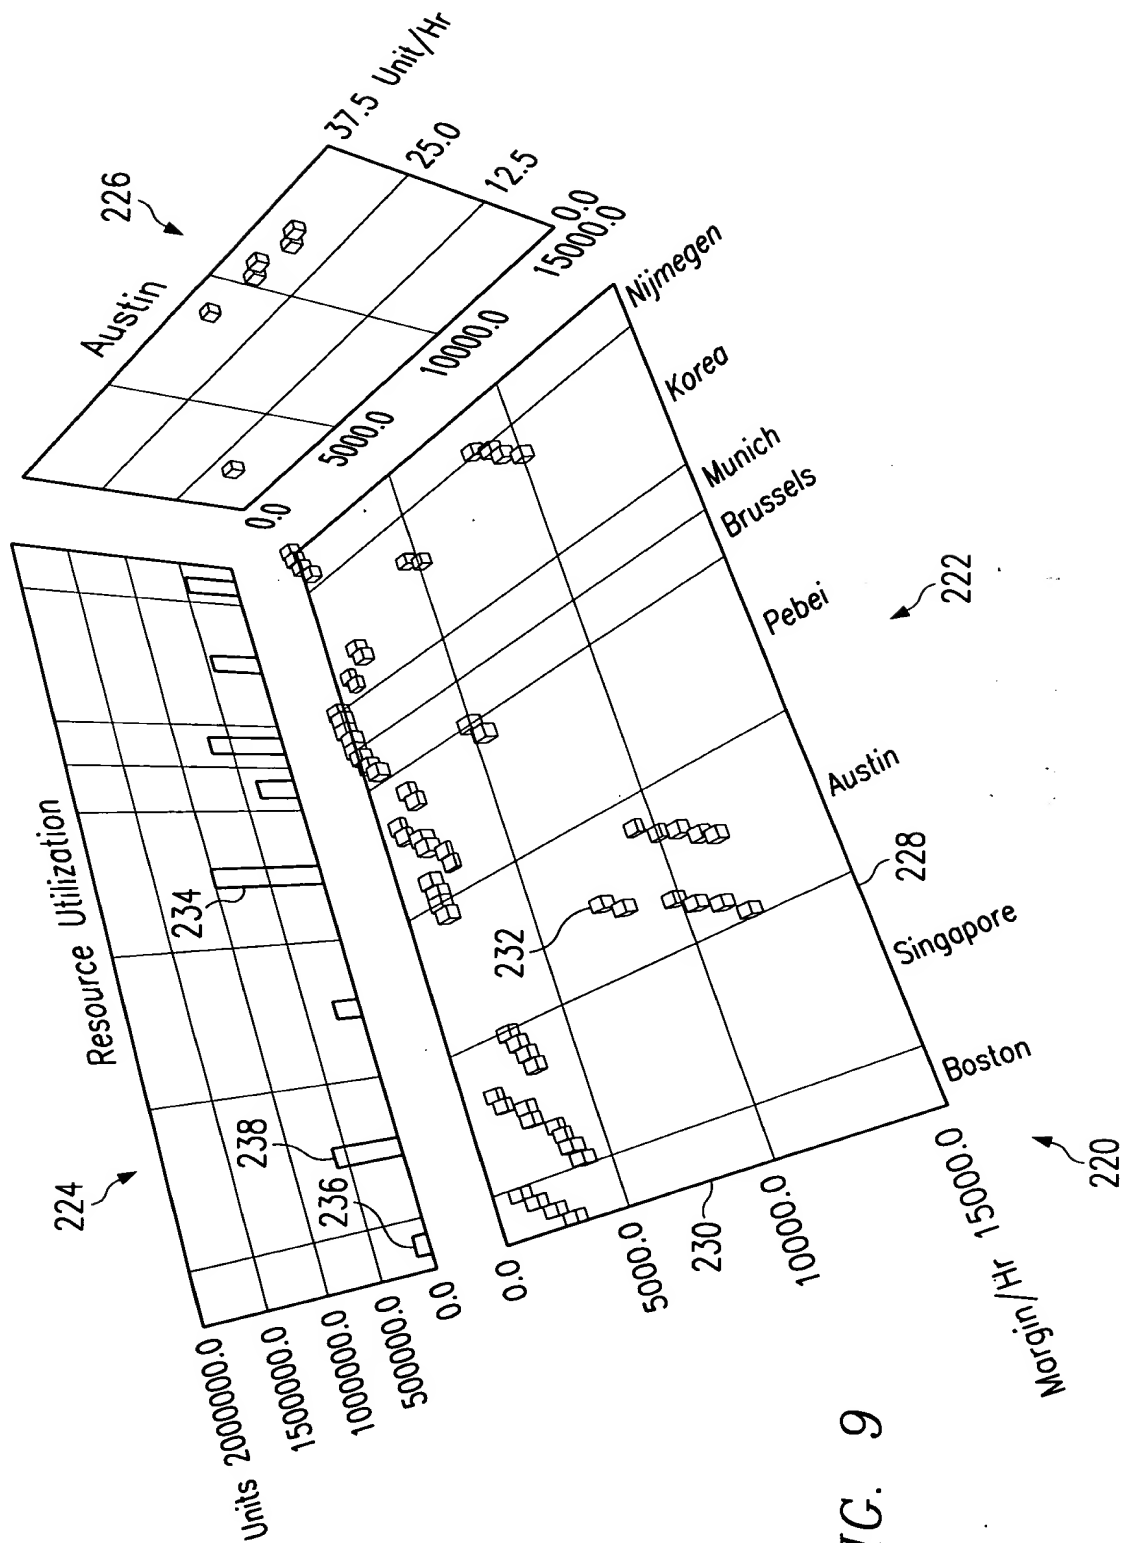 Resource Utilization
224
Units 2000000.0
1500000.0
1000000.0
500000.0
0.0
236
238
234
Austin
226
37.5 Unit/Hr
25.0
12.5
0.0
15000.0
10000.0
5000.0
0.0
232
Nijmegen
Korea
Munich
Brussels
Pebei
Austin
Singapore
Boston
222
228
0.0
5000.0
230
10000.0
Margin/Hr 15000.0
220
9